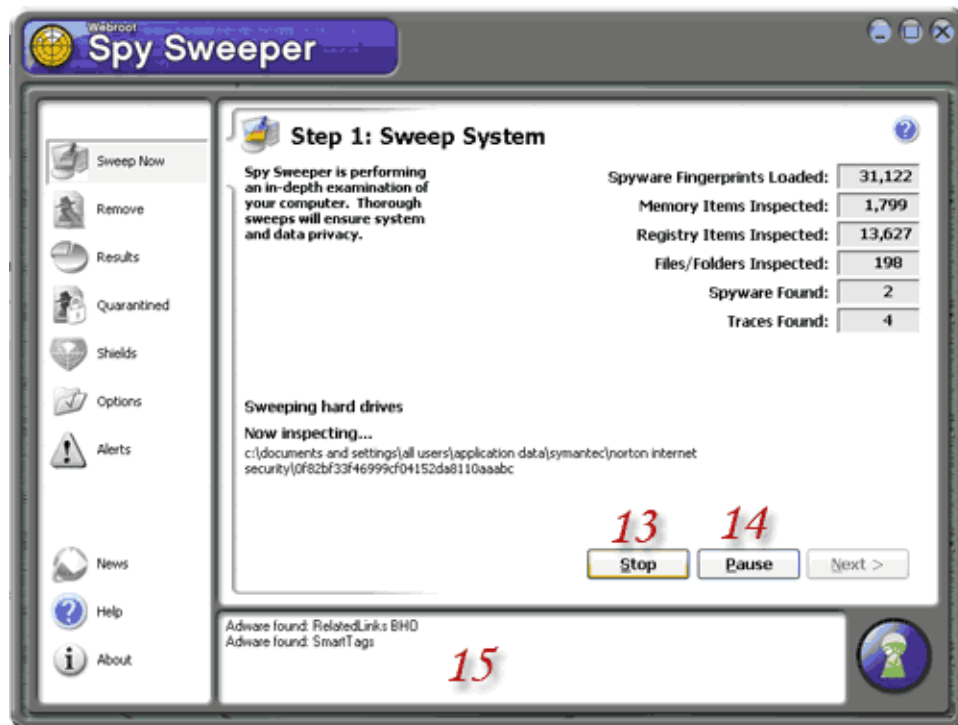 Webroot
Spy Sweeper
Sweep Now
Remove
Results
Quarantined
Shields
Options
Alerts
News
Help
About
Step 1: Sweep System
Spy Sweeper is performing
an in-depth examination of
your computer. Thorough
sweeps will ensure system
and data privacy.
Spyware Fingerprints Loaded: 31,122
Memory Items Inspected: 1,799
Registry Items Inspected: 13,627
Files/Folders Inspected: 198
Spyware Found: 2
Traces Found: 4
Sweeping hard drives
Now inspecting...
c:\documents and settings\all users\application data\symantec\norton internet
security\0f82bf33f46999cf04152da8110aaabc
13 14
Stop Pause Next >
Adware found: RelatedLinks BHO
Adware found: SmartTags
15